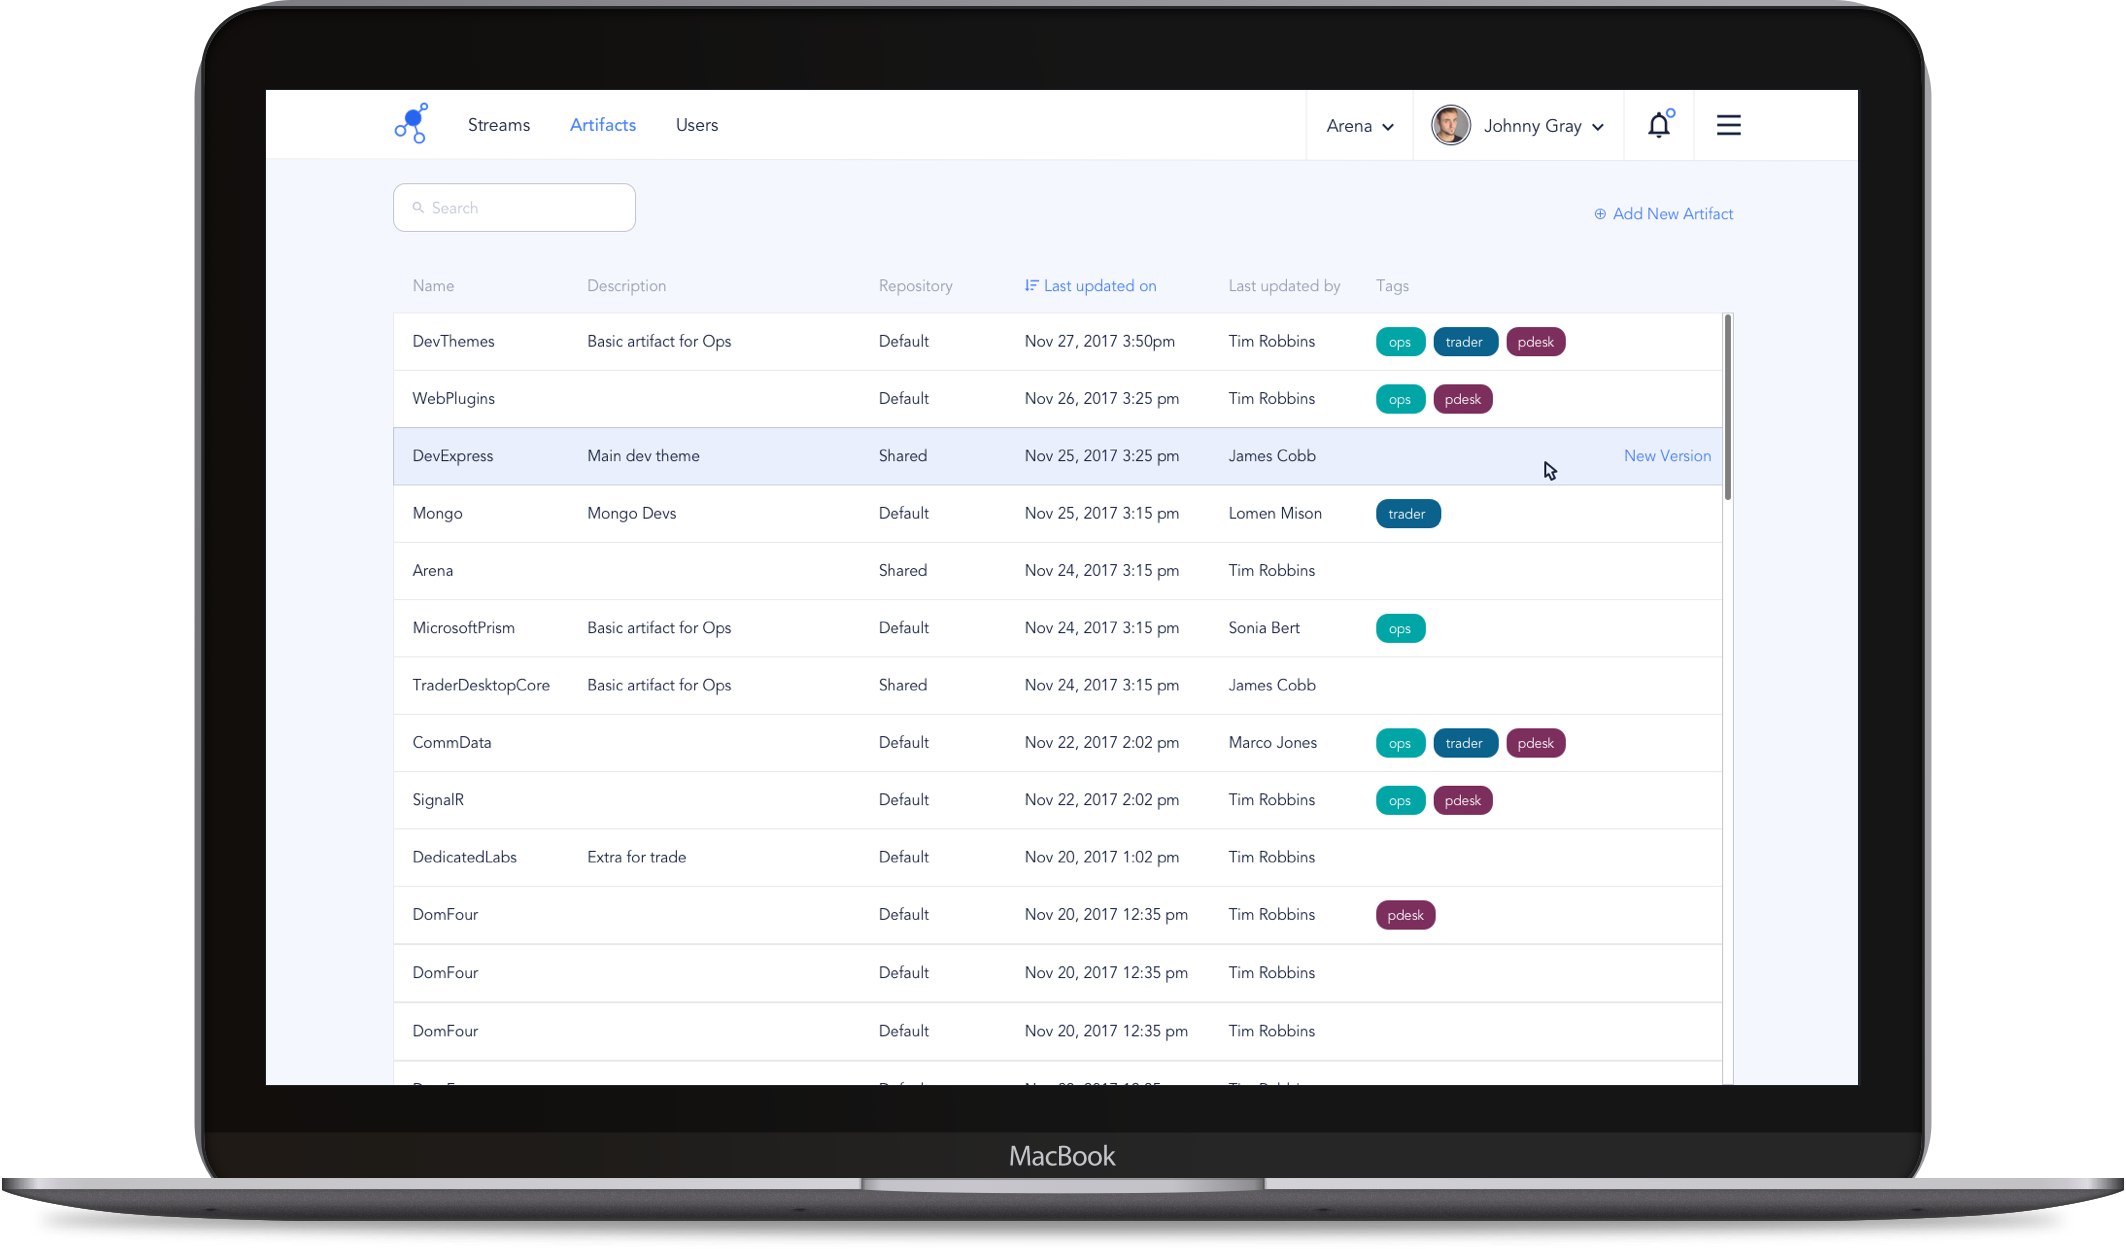 Streams Artifacts Users Arena Johnny Gray
Search
Add New Artifact
Name Description Repository Last updated on Last updated by Tags
DevThemes Basic artifact for Ops Default Nov 27, 2017 3:50pm Tim Robbins ops trader pdesk
WebPlugins Default Nov 26, 2017 3:25 pm Tim Robbins ops pdesk
DevExpress Main dev theme Shared Nov 25, 2017 3:25 pm James Cobb New Version
Mongo Mongo Devs Default Nov 25, 2017 3:15 pm Lomen Mison trader
Arena Shared Nov 24, 2017 3:15 pm Tim Robbins
MicrosoftPrism Basic artifact for Ops Default Nov 24, 2017 3:15 pm Sonia Bert ops
TraderDesktopCore Basic artifact for Ops Shared Nov 24, 2017 3:15 pm James Cobb
CommData Default Nov 22, 2017 2:02 pm Marco Jones ops trader pdesk
SignalR Default Nov 22, 2017 2:02 pm Tim Robbins ops pdesk
DedicatedLabs Extra for trade Default Nov 20, 2017 1:02 pm Tim Robbins
DomFour Default Nov 20, 2017 12:35 pm Tim Robbins pdesk
DomFour Default Nov 20, 2017 12:35 pm Tim Robbins
DomFour Default Nov 20, 2017 12:35 pm Tim Robbins
MacBook